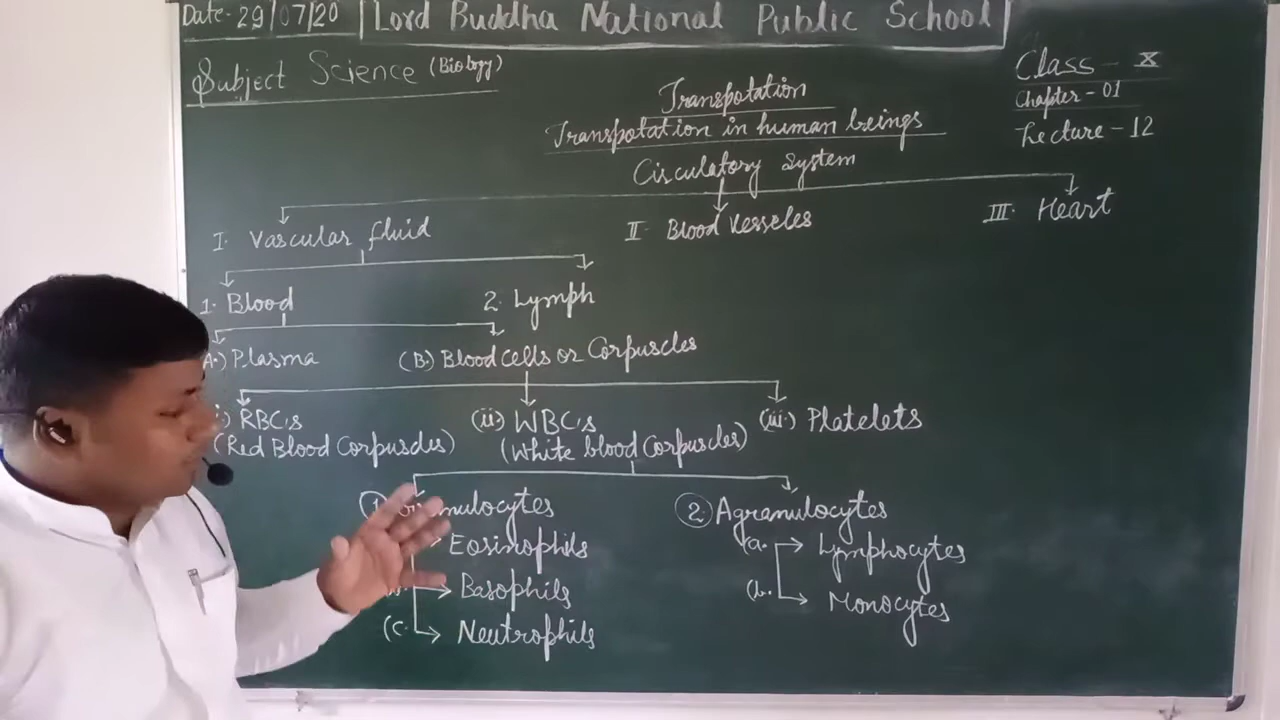 Date- 29/07/20 Lord Buddha National Public School
Subject Science (Biology)
Class - X
Chapter - 01
Lecture - 12
Transpotation
Transpotation in human beings
Circulatory System
I. Vascular fluid II. Blood Vesseles III. Heart
1. Blood 2. Lymph
A.) Plasma (B.) Blood cells or Corpuscles
i) RBC's (ii) WBC's (iii) Platelets
(Red Blood Corpuscles) (White blood Corpuscles)
1 nulocytes 2. Agranulocytes
Eosinophils (a. Lymphocytes
Basophils (b. Monocytes
(c. Neutrophils